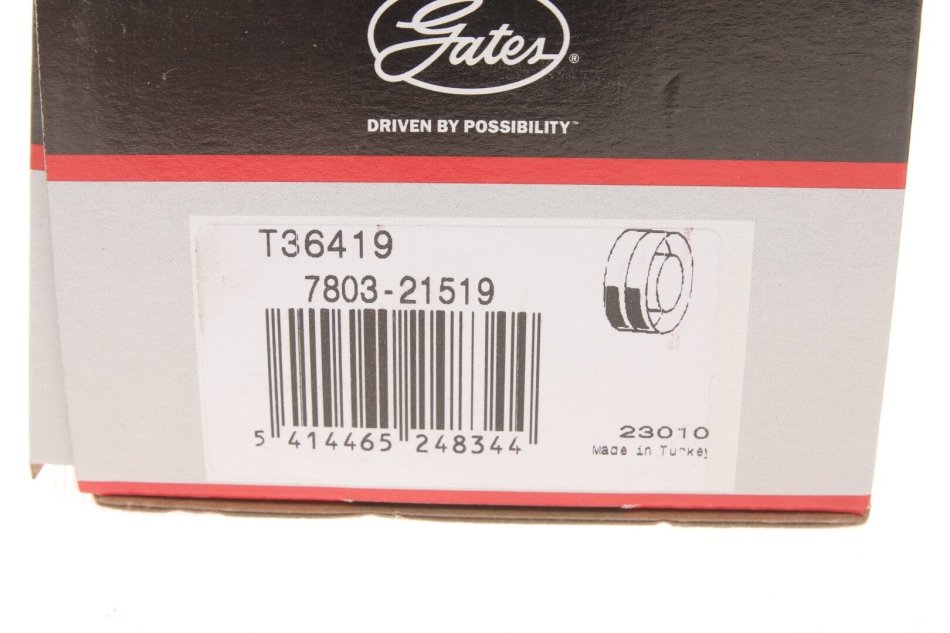 Gates®
DRIVEN BY POSSIBILITY™
T36419
7803-21519
5 414465 248344
23010
Made in Turkey